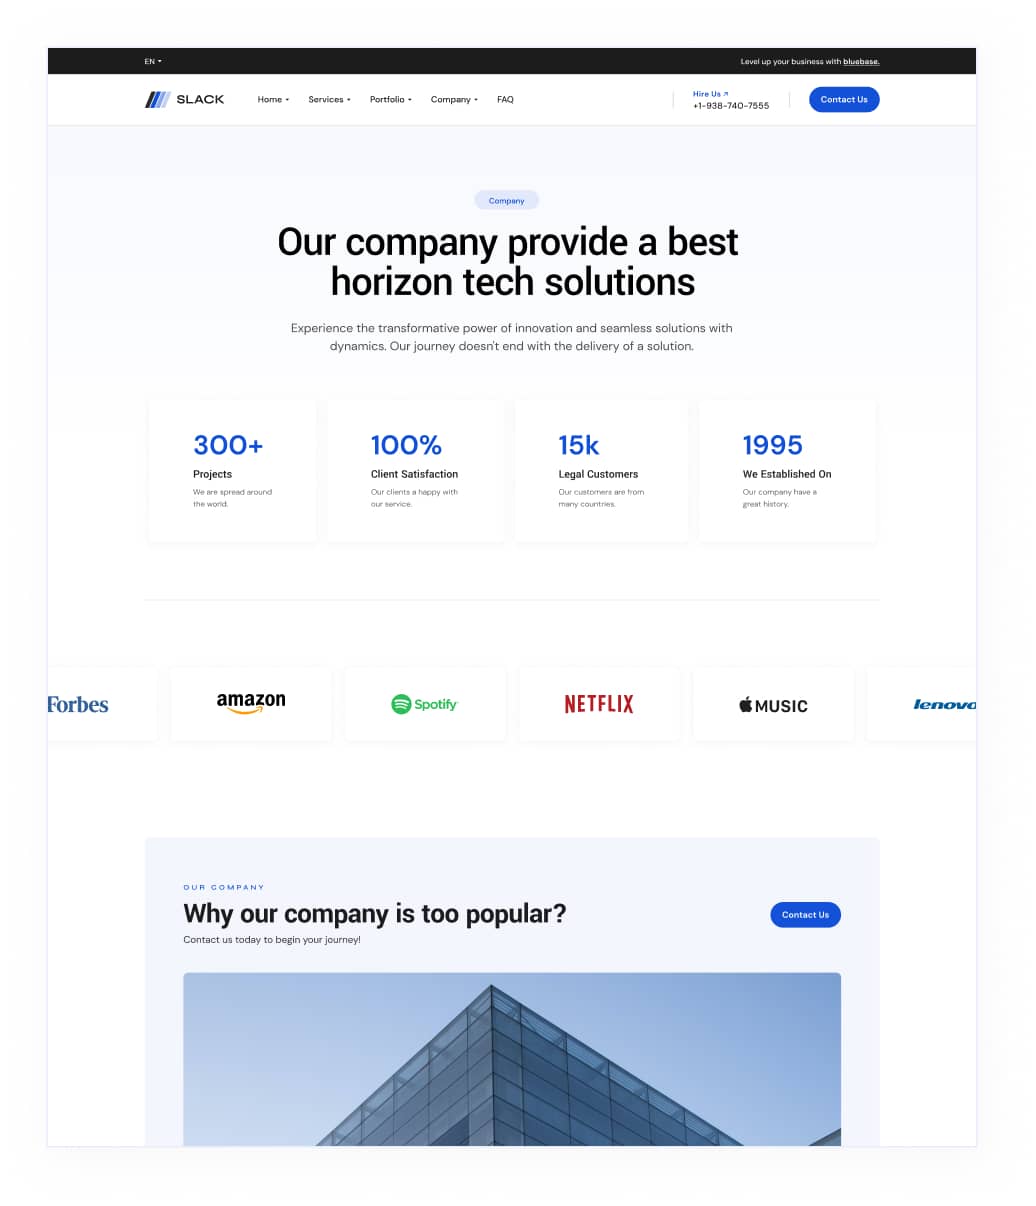 EN
Level up your business with bluebase.
SLACK
Home
Services
Portfolio
Company
FAQ
Hire Us
+1-938-740-7555
Contact Us
Company
Our company provide a best
horizon tech solutions
Experience the transformative power of innovation and seamless solutions with
dynamics. Our journey doesn't end with the delivery of a solution.
300+
Projects
We are spread around
the world.
100%
Client Satisfaction
Our clients a happy with
our service.
15k
Legal Customers
Our customers are from
many countries.
1995
We Established On
Our company have a
great history.
Forbes
amazon
Spotify
NETFLIX
MUSIC
lenovo
OUR COMPANY
Why our company is too popular?
Contact us today to begin your journey!
Contact Us